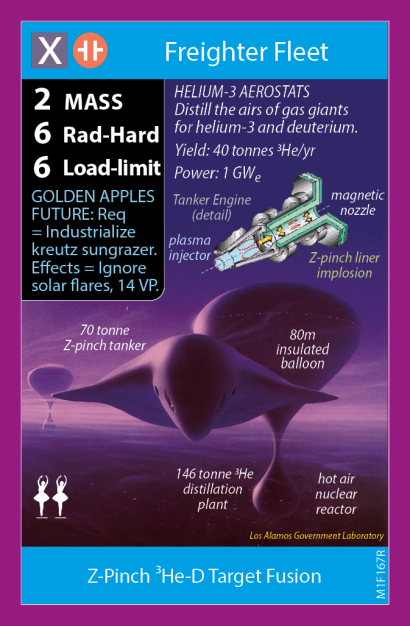 X
Freighter Fleet
2 MASS
6 Rad-Hard
6 Load-limit
GOLDEN APPLES
FUTURE: Req
= Industrialize
kreutz sungrazer.
Effects = Ignore
solar flares, 14 VP.
HELIUM-3 AEROSTATS
Distill the airs of gas giants
for helium-3 and deuterium.
Yield: 40 tonnes ³He/yr
Power: 1 GWₑ
Tanker Engine
(detail)
magnetic
nozzle
plasma
injector
Z-pinch liner
implosion
70 tonne
Z-pinch tanker
80m
insulated
balloon
146 tonne ³He
distillation
plant
hot air
nuclear
reactor
Los Alamos Government Laboratory
Z-Pinch ³He-D Target Fusion
M1F167R